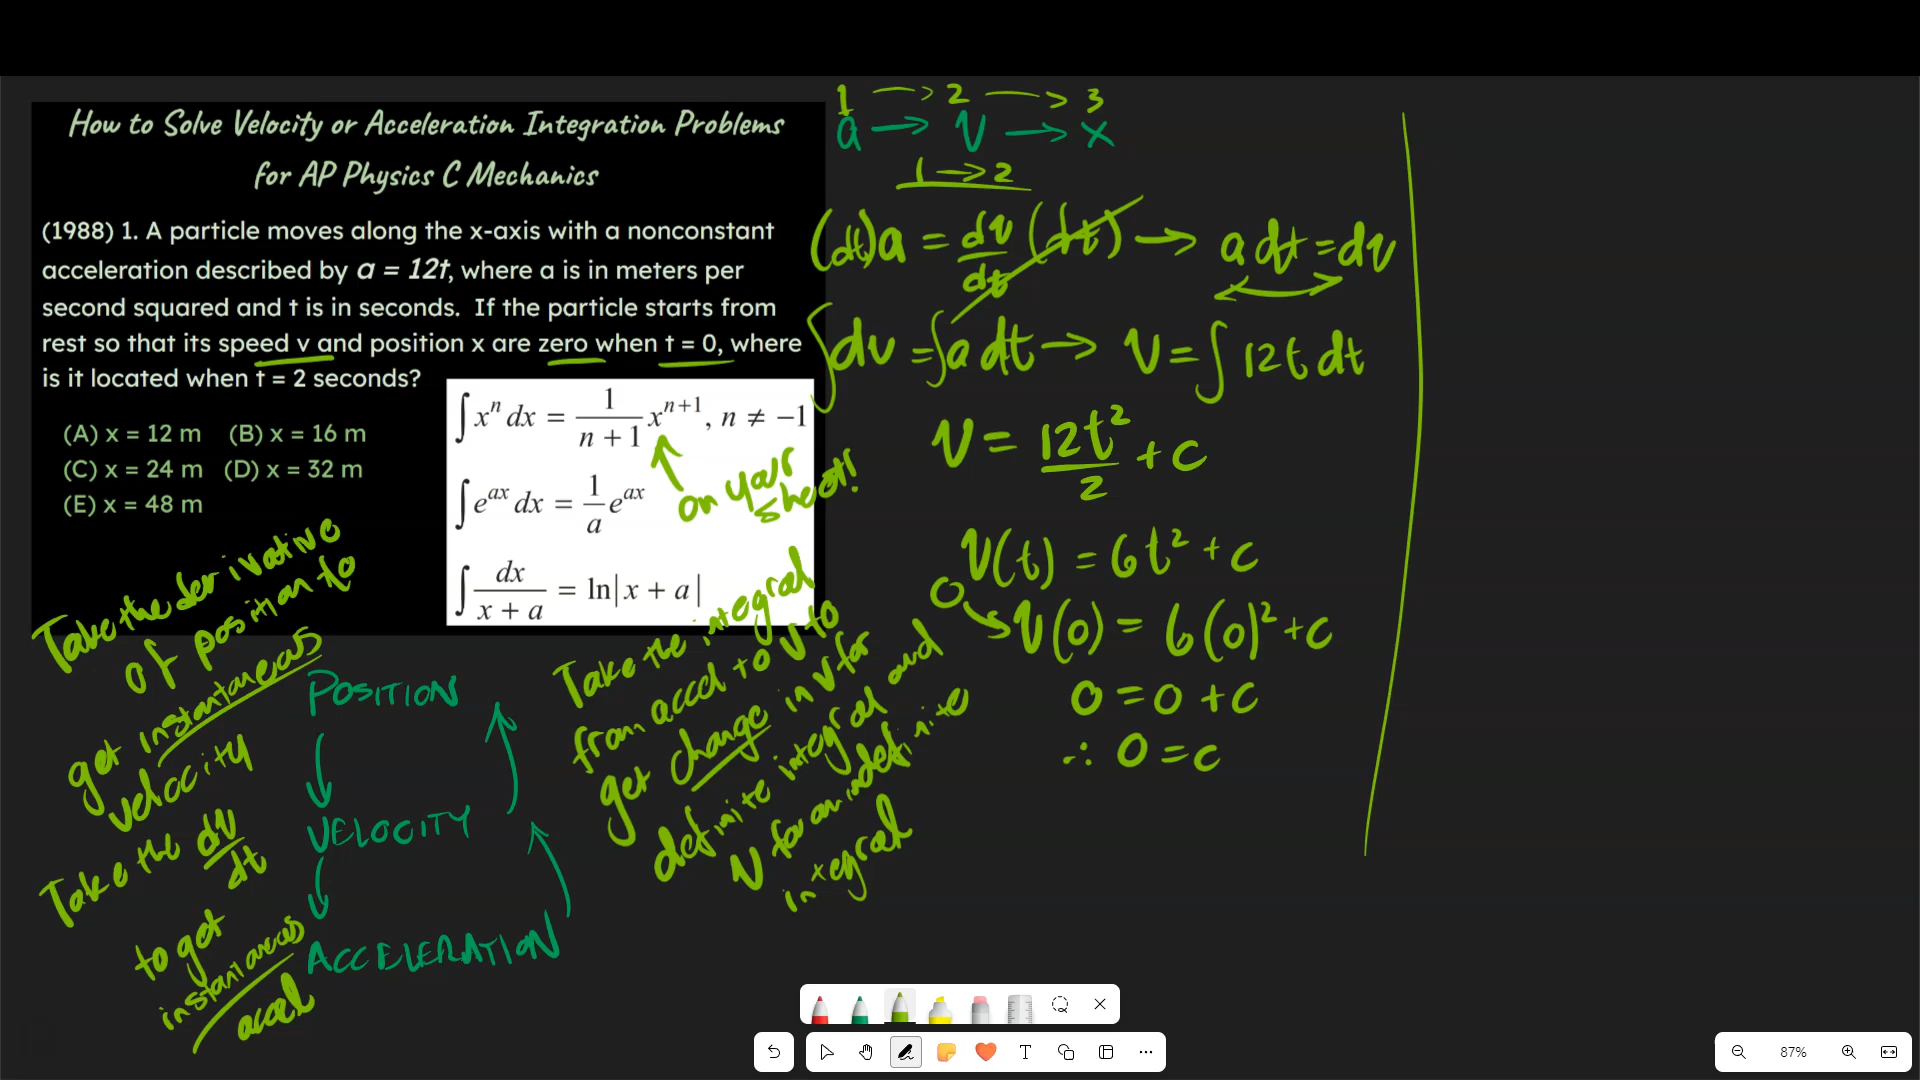 How to Solve Velocity or Acceleration Integration Problems
for AP Physics C Mechanics
(1988) 1. A particle moves along the x-axis with a nonconstant
acceleration described by a = 12t, where a is in meters per
second squared and t is in seconds. If the particle starts from
rest so that its speed v and position x are zero when t = 0, where
is it located when t = 2 seconds?
(A) x = 12 m (B) x = 16 m
(C) x = 24 m (D) x = 32 m
(E) x = 48 m
∫ xⁿ dx = 1/(n + 1) xⁿ⁺¹, n ≠ −1
∫ eᵃˣ dx = 1/a eᵃˣ
∫ dx/(x + a) = ln|x + a|
on your
sheet!
Take the derivative
of position to
get instantaneous
velocity
Take the dv/dt
to get
instantaneous
accel
POSITION
↓
VELOCITY
↓
ACCELERATION
Take the integral
from accel to V to
get change in V for
definite integral and
V for an indefinite
integral
1 → 2 → 3
a → V → X
1 → 2
(dt)a = dv/dt (dt) → a dt = dv
∫dv = ∫a dt → V = ∫ 12t dt
V = 12t²/2 + C
V(t) = 6t² + C
0
V(0) = 6(0)² + C
0 = 0 + C
∴ 0 = C
87%